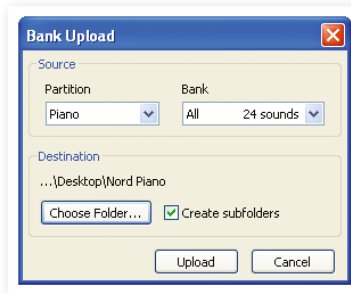 Bank Upload
Source
Partition Bank
Piano All 24 sounds
Destination
...\Desktop\Nord Piano
Choose Folder... Create subfolders
Upload Cancel